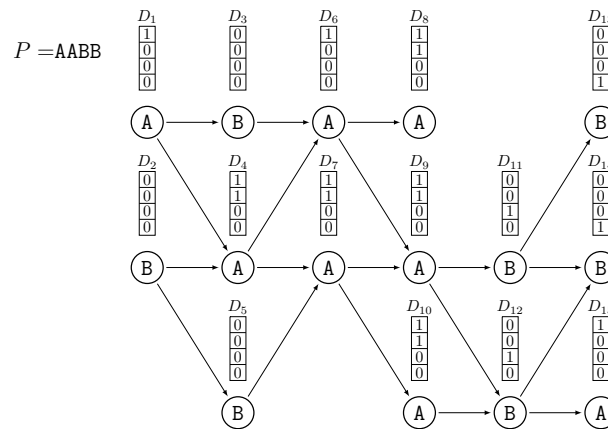 D1 D3 D6 D8
1 0 1 1 0
P =AABB
0 0 0 1 0
0 0 0 0 0
0 0 0 0 1
A B A A B
D2 D4 D7 D9 D11
0 1 1 1 0 0
0 1 1 1 0 0
0 0 0 0 1 0
0 0 0 0 0 1
B A A A B B
D5 D10 D12
0 1 0 1
0 1 0 0
0 0 1 0
0 0 0 0
B A B A